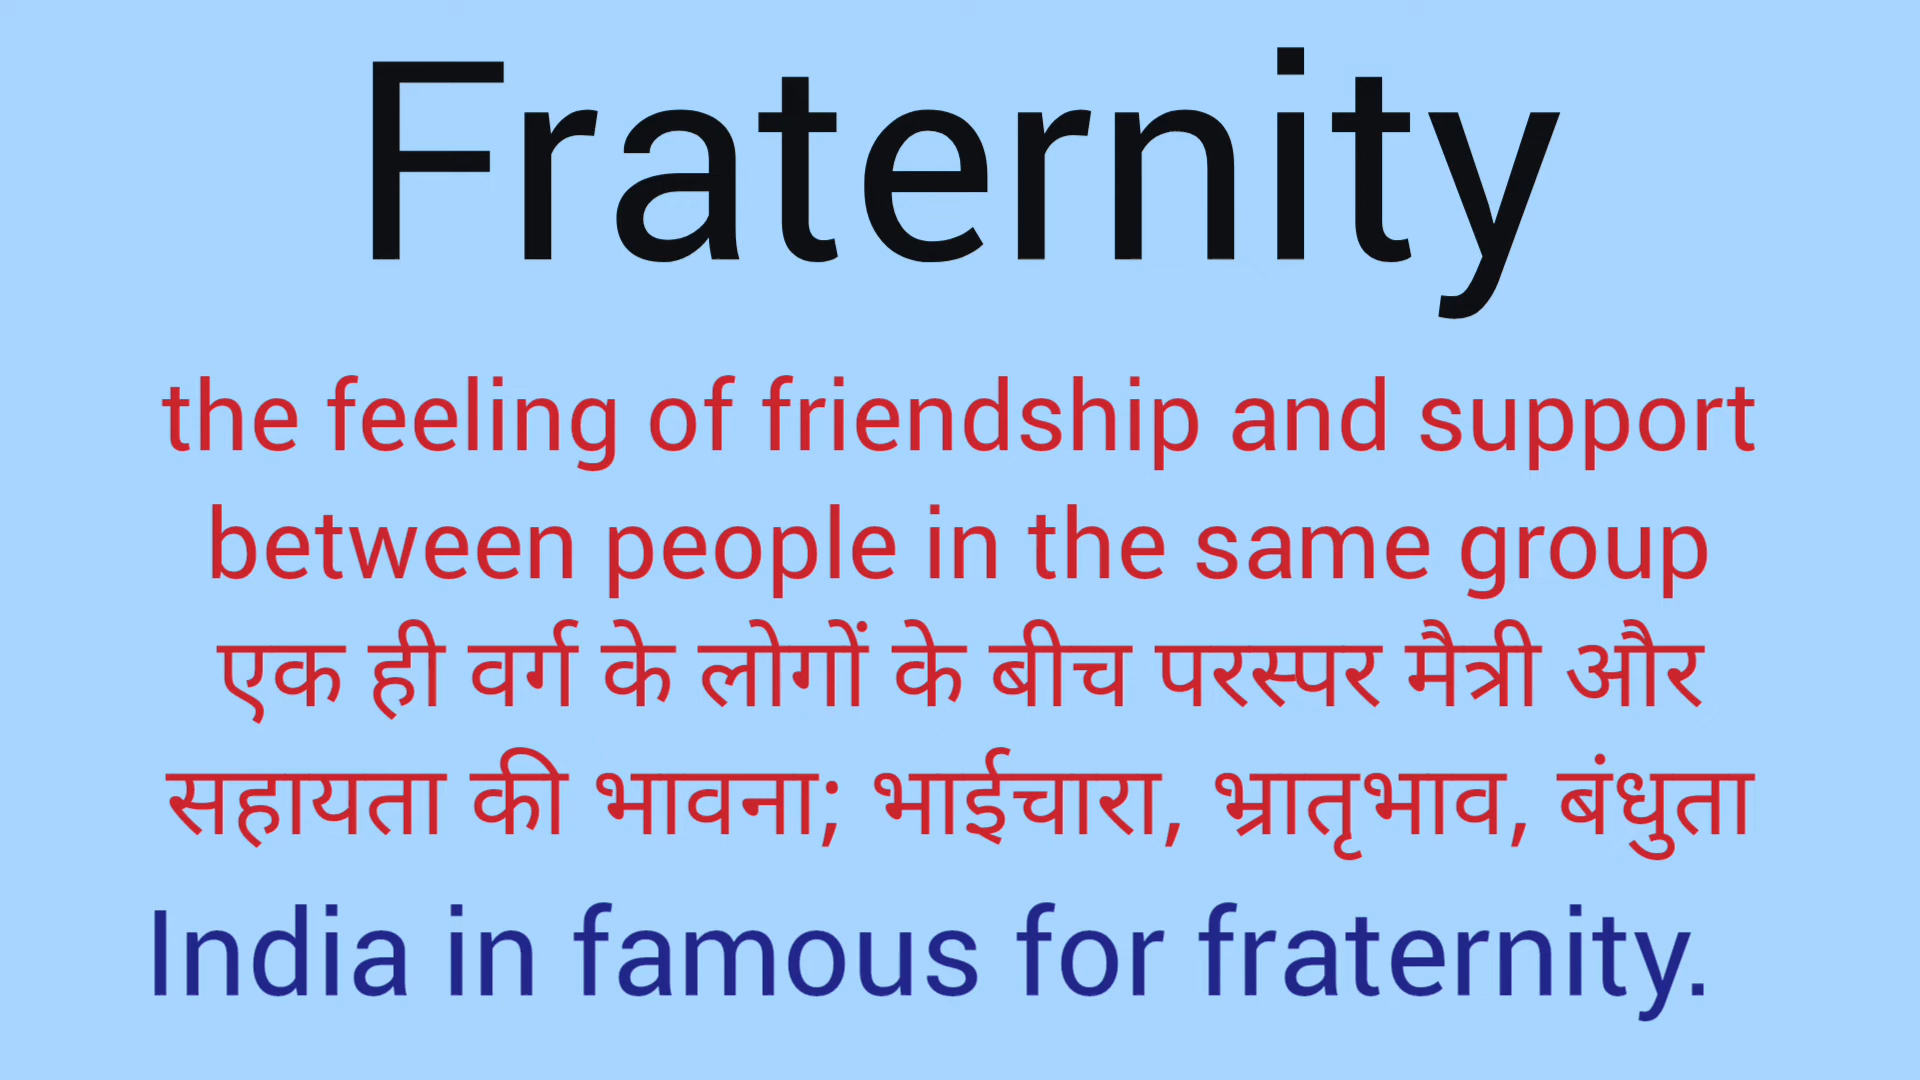 Fraternity
the feeling of friendship and support
between people in the same group
एक ही वर्ग के लोगों के बीच परस्पर मैत्री और
सहायता की भावना; भाईचारा, भ्रातृभाव, बंधुता
India in famous for fraternity.